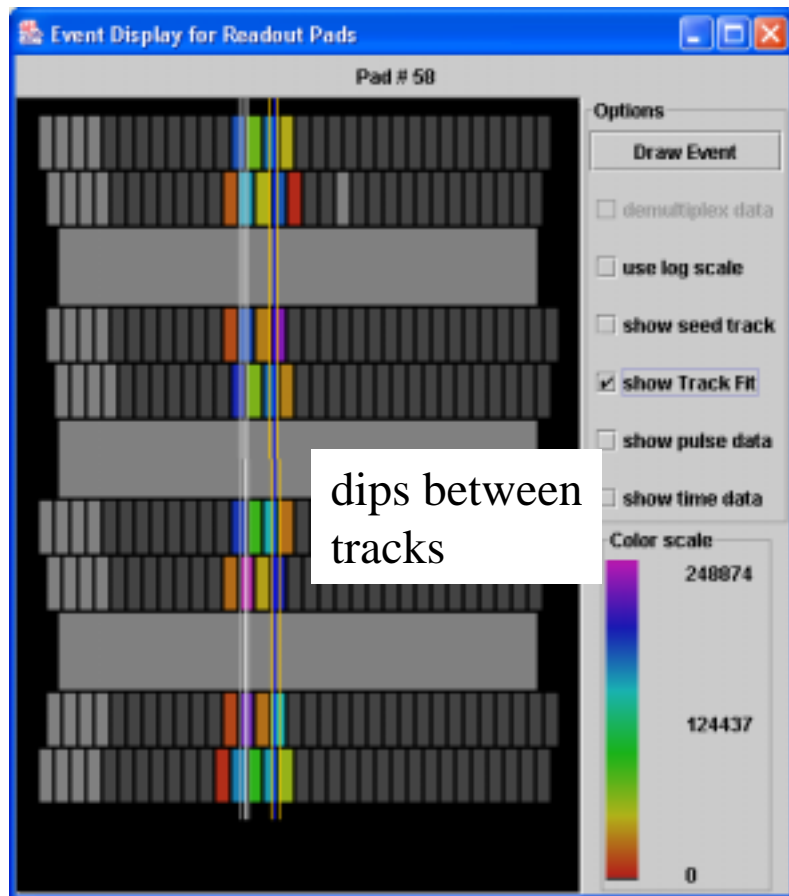 Event Display for Readout Pads
Pad # 58
Options
Draw Event
demultiplex data
use log scale
show seed track
show Track Fit
show pulse data
show time data
dips between
tracks
Color scale
248874
124437
0